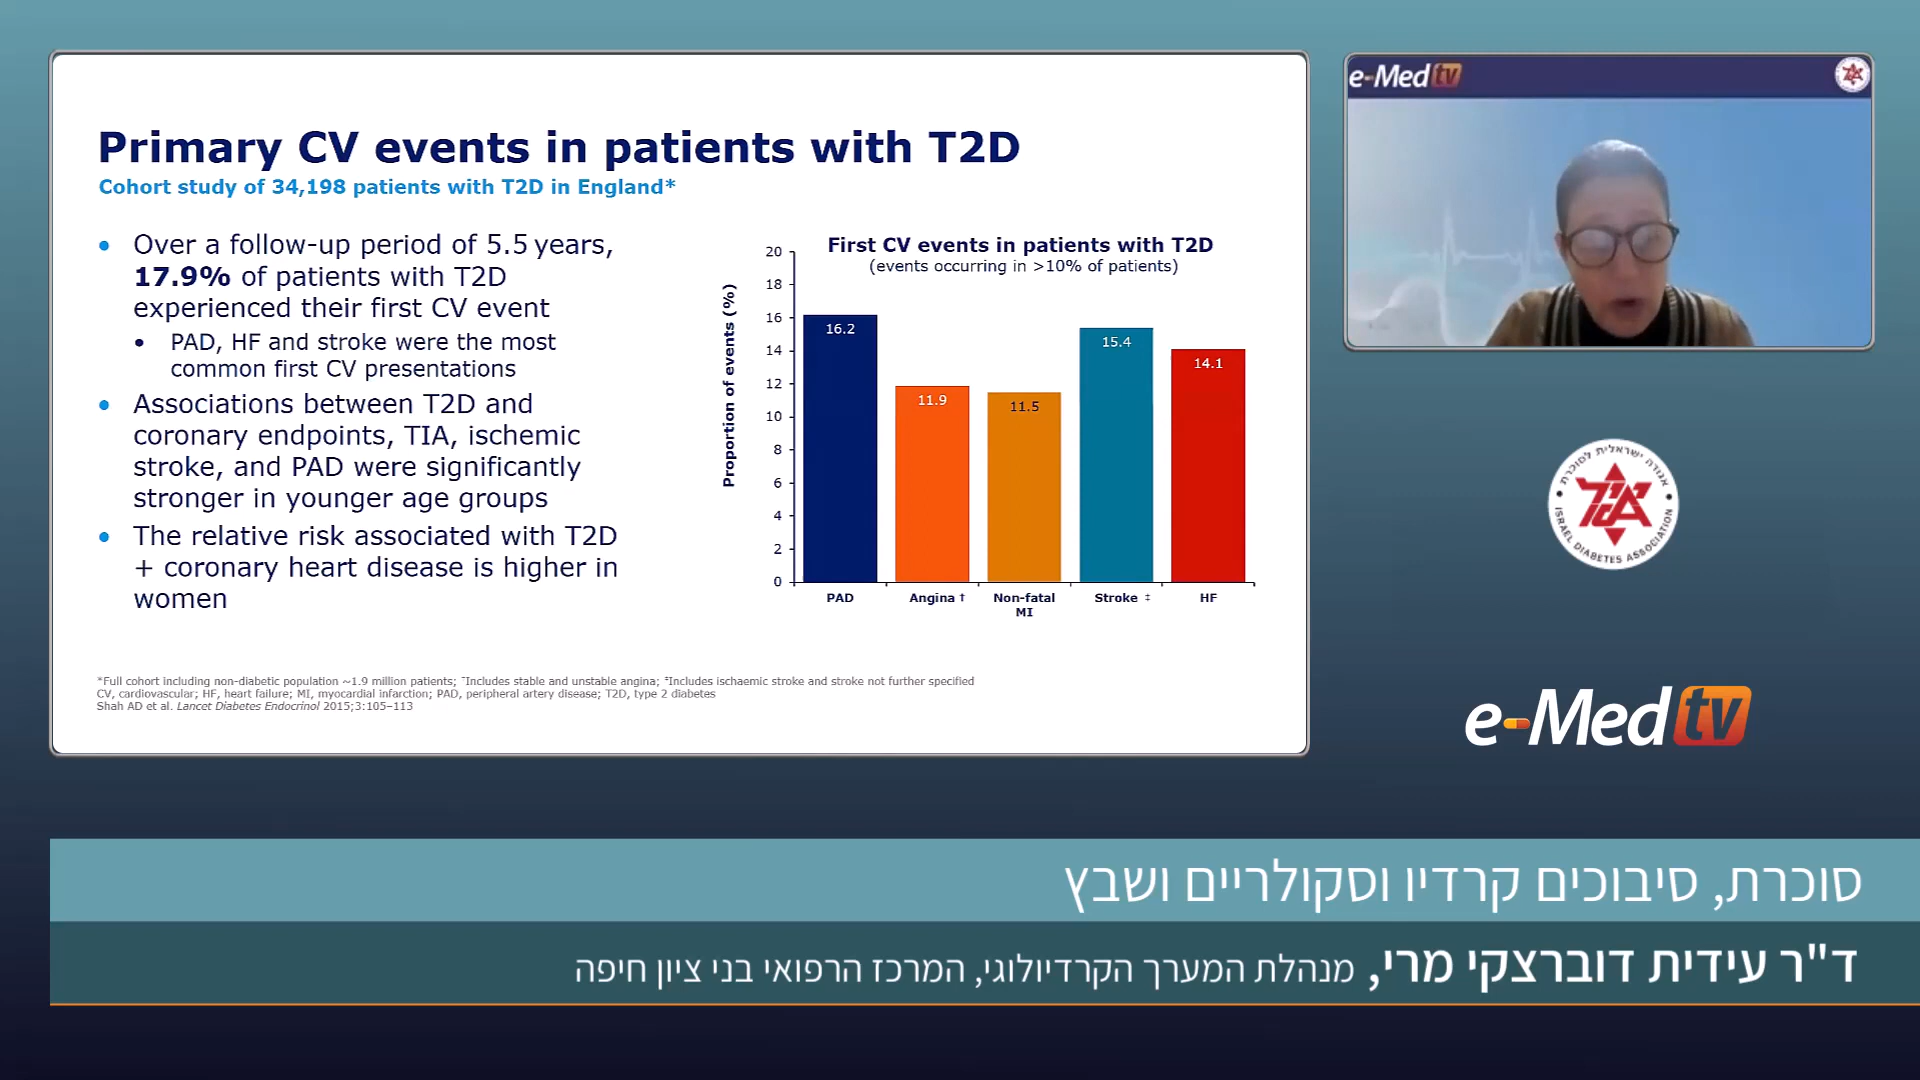 Primary CV events in patients with T2D
Cohort study of 34,198 patients with T2D in England*
• Over a follow-up period of 5.5 years,
17.9% of patients with T2D
experienced their first CV event
• PAD, HF and stroke were the most
common first CV presentations
• Associations between T2D and
coronary endpoints, TIA, ischemic
stroke, and PAD were significantly
stronger in younger age groups
• The relative risk associated with T2D
+ coronary heart disease is higher in
women
First CV events in patients with T2D
(events occurring in >10% of patients)
Proportion of events (%)
20
18
16
14
12
10
8
6
4
2
0
16.2
11.9
11.5
15.4
14.1
PAD
Angina †
Non-fatal
MI
Stroke ‡
HF
*Full cohort including non-diabetic population ~1.9 million patients; †Includes stable and unstable angina; ‡Includes ischaemic stroke and stroke not further specified
CV, cardiovascular; HF, heart failure; MI, myocardial infarction; PAD, peripheral artery disease; T2D, type 2 diabetes
Shah AD et al. Lancet Diabetes Endocrinol 2015;3:105–113
e-Med tv
אגודה ישראלית לסוכרת
איל
ISRAEL DIABETES ASSOCIATION
e-Med tv
סוכרת, סיבוכים קרדיו וסקולריים ושבץ
ד"ר עידית דוברצקי מרי, מנהלת המערך הקרדיולוגי, המרכז הרפואי בני ציון חיפה